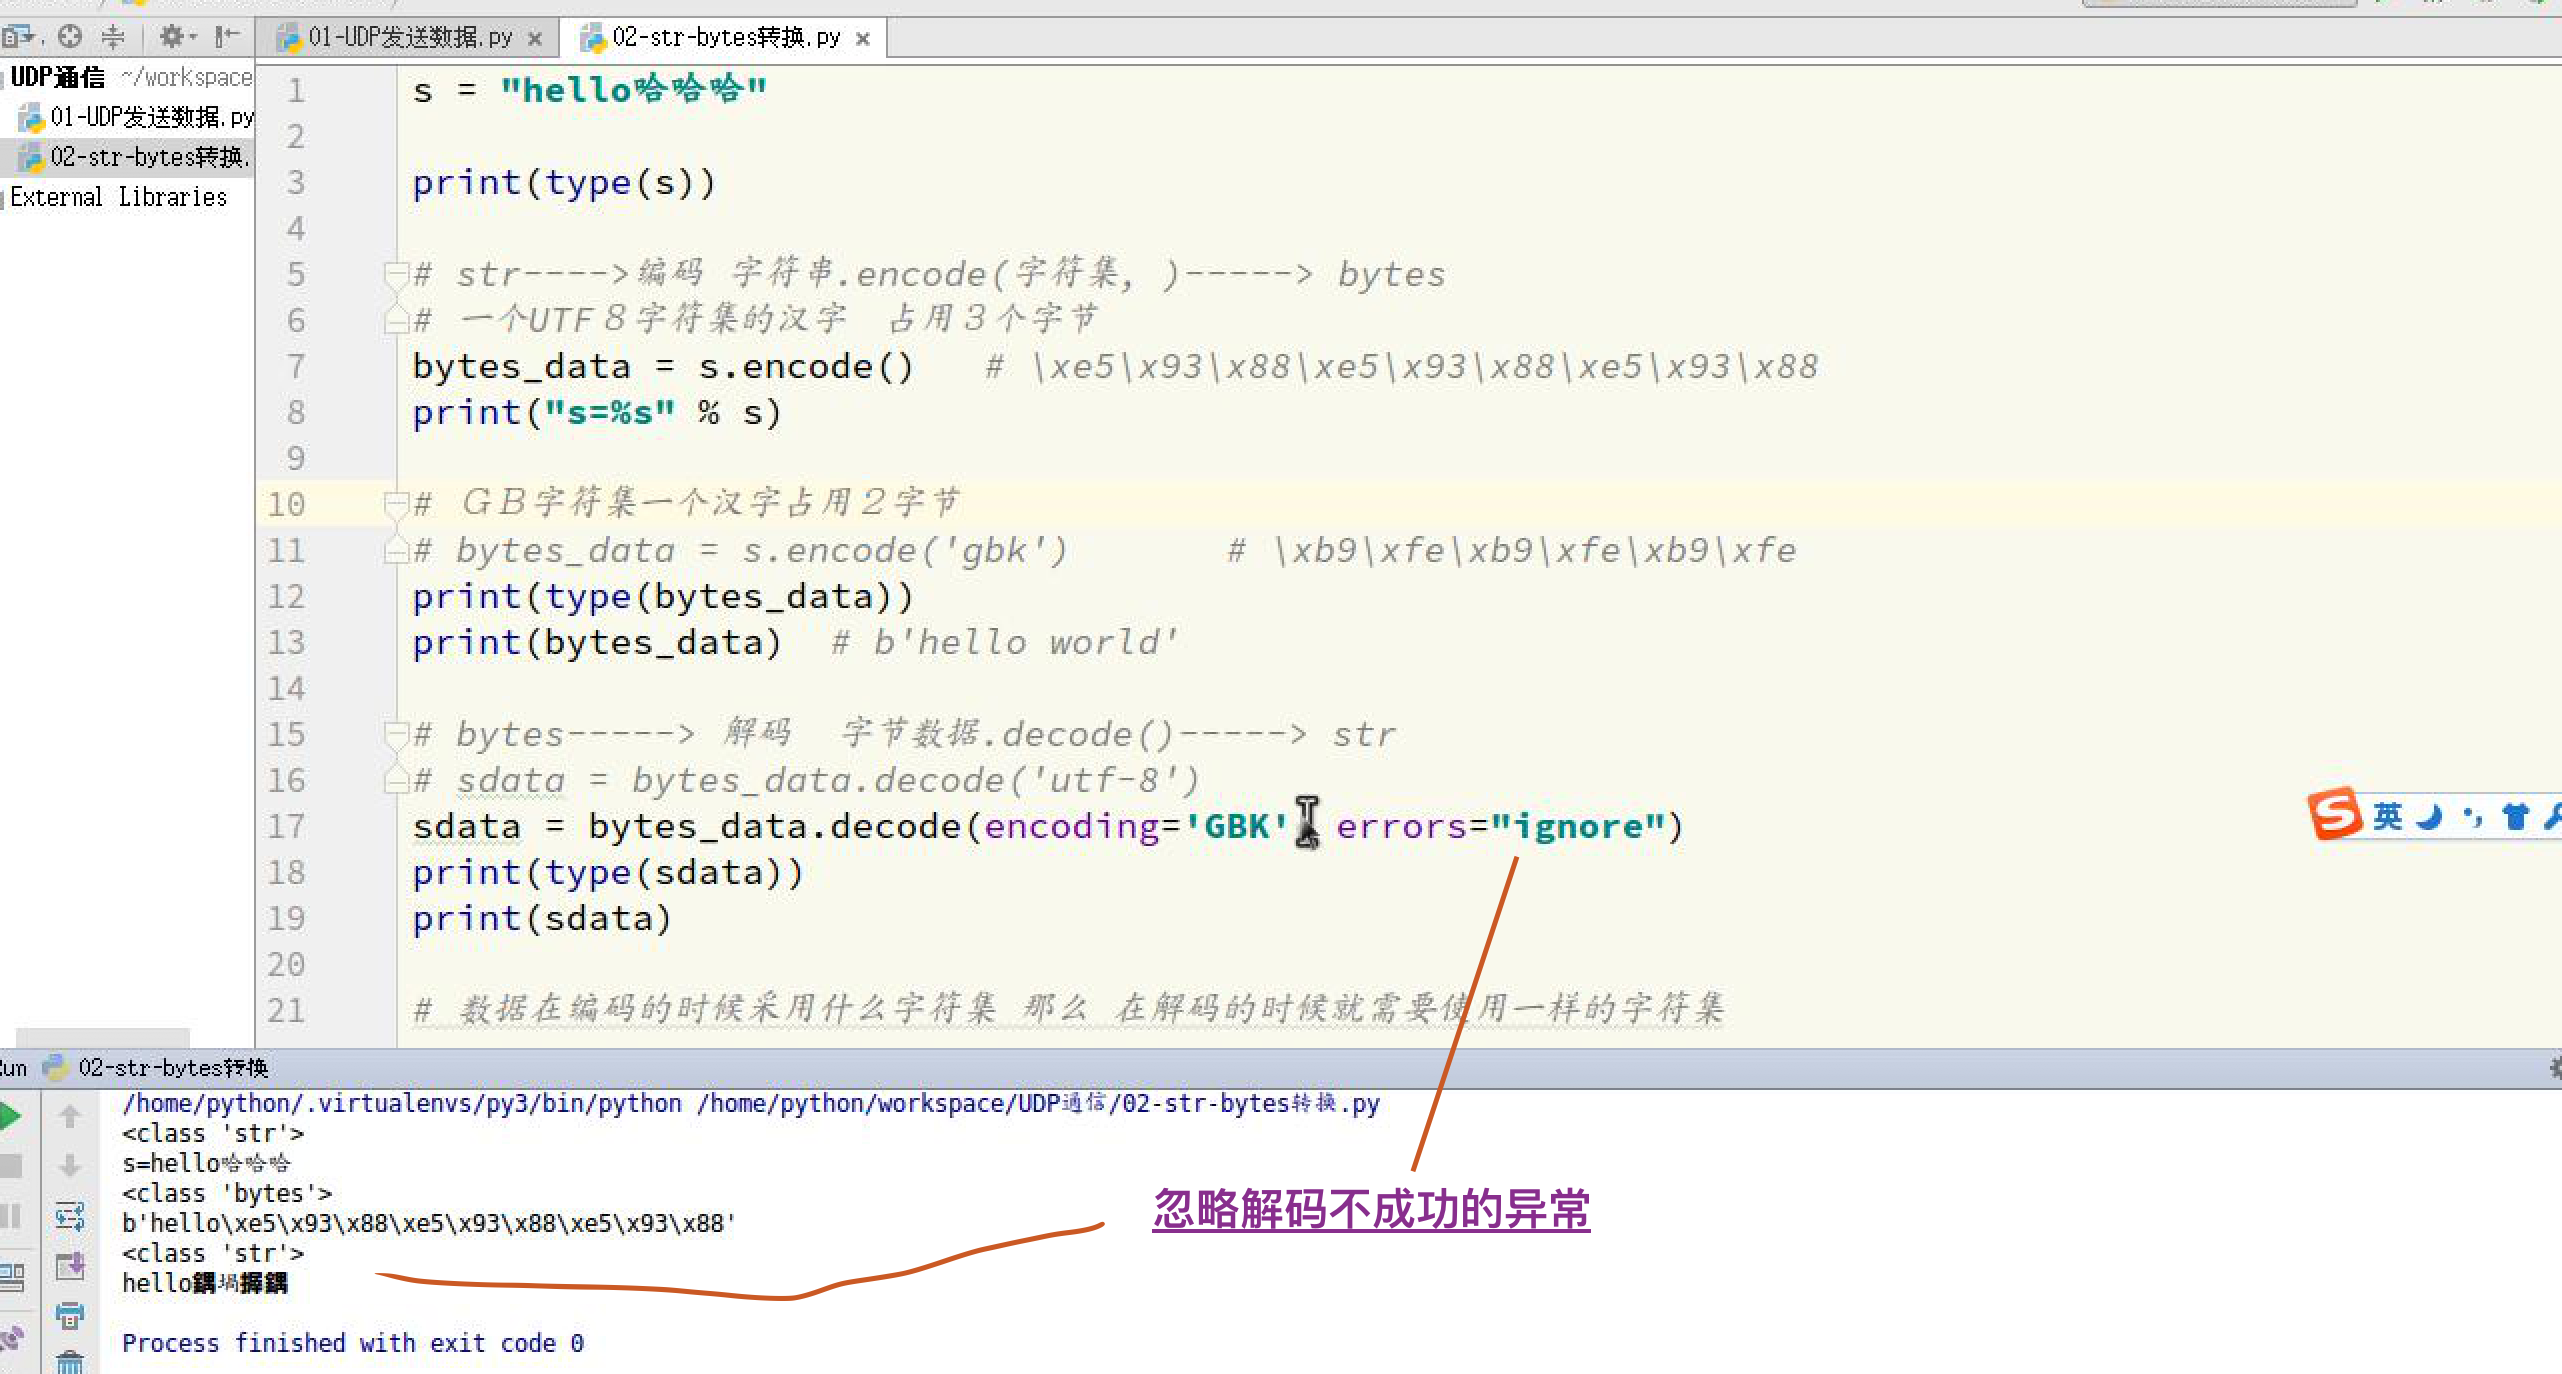 01-UDP发送数据.py
02-str-bytes转换.py
UDP通信 ~/workspace
01-UDP发送数据.py
02-str-bytes转换.
External Libraries
1 s = "hello哈哈哈"
2
3 print(type(s))
4
5 # str---->编码 字符串.encode(字符集, )-----> bytes
6 # 一个UTF８字符集的汉字 占用３个字节
7 bytes_data = s.encode() # \xe5\x93\x88\xe5\x93\x88\xe5\x93\x88
8 print("s=%s" % s)
9
10 # ＧＢ字符集一个汉字占用２字节
11 # bytes_data = s.encode('gbk') # \xb9\xfe\xb9\xfe\xb9\xfe
12 print(type(bytes_data))
13 print(bytes_data) # b'hello world'
14
15 # bytes-----> 解码 字节数据.decode()-----> str
16 # sdata = bytes_data.decode('utf-8')
17 sdata = bytes_data.decode(encoding='GBK' errors="ignore")
18 print(type(sdata))
19 print(sdata)
20
21 # 数据在编码的时候采用什么字符集 那么 在解码的时候就需要使用一样的字符集
英
02-str-bytes转换
/home/python/.virtualenvs/py3/bin/python /home/python/workspace/UDP通信/02-str-bytes转换.py
<class 'str'>
s=hello哈哈哈
<class 'bytes'>
b'hello\xe5\x93\x88\xe5\x93\x88\xe5\x93\x88'
<class 'str'>
hello
忽略解码不成功的异常
Process finished with exit code 0